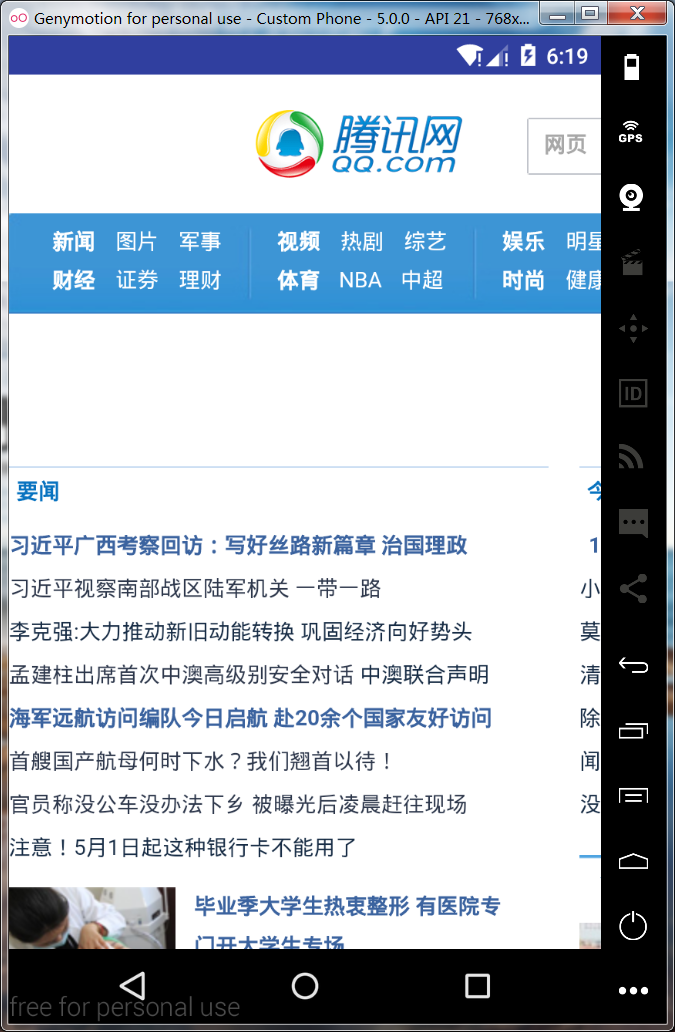 Genymotion for personal use - Custom Phone - 5.0.0 - API 21 - 768x...
6:19
GPS
腾讯网
QQ.com
网页
新闻 图片 军事 视频 热剧 综艺 娱乐 明星
财经 证券 理财 体育 NBA 中超 时尚 健康
ID
要闻 今
习近平广西考察回访：写好丝路新篇章 治国理政 1
习近平视察南部战区陆军机关 一带一路 小
李克强:大力推动新旧动能转换 巩固经济向好势头 莫
孟建柱出席首次中澳高级别安全对话 中澳联合声明 清
海军远航访问编队今日启航 赴20余个国家友好访问 除
首艘国产航母何时下水？我们翘首以待！ 闻
官员称没公车没办法下乡 被曝光后凌晨赶往现场 没
注意！5月1日起这种银行卡不能用了
毕业季大学生热衷整形 有医院专
门开大学生专场
free for personal use